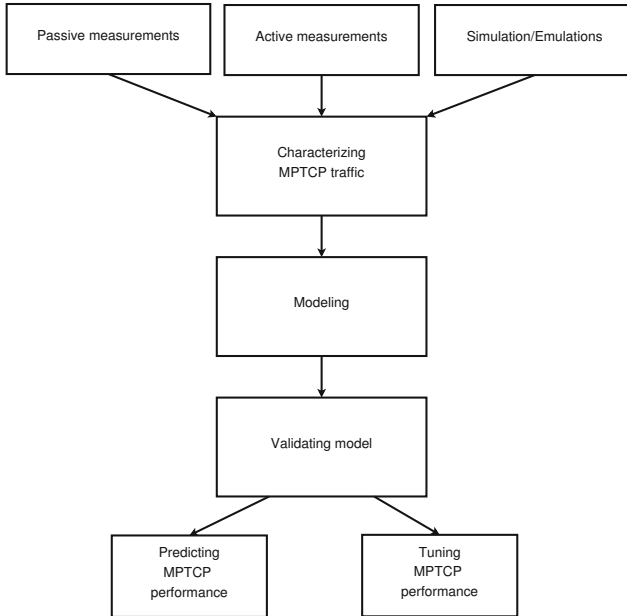 Passive measurements
Active measurements
Simulation/Emulations
Characterizing
MPTCP traffic
Modeling
Validating model
Predicting
MPTCP
performance
Tuning
MPTCP
performance